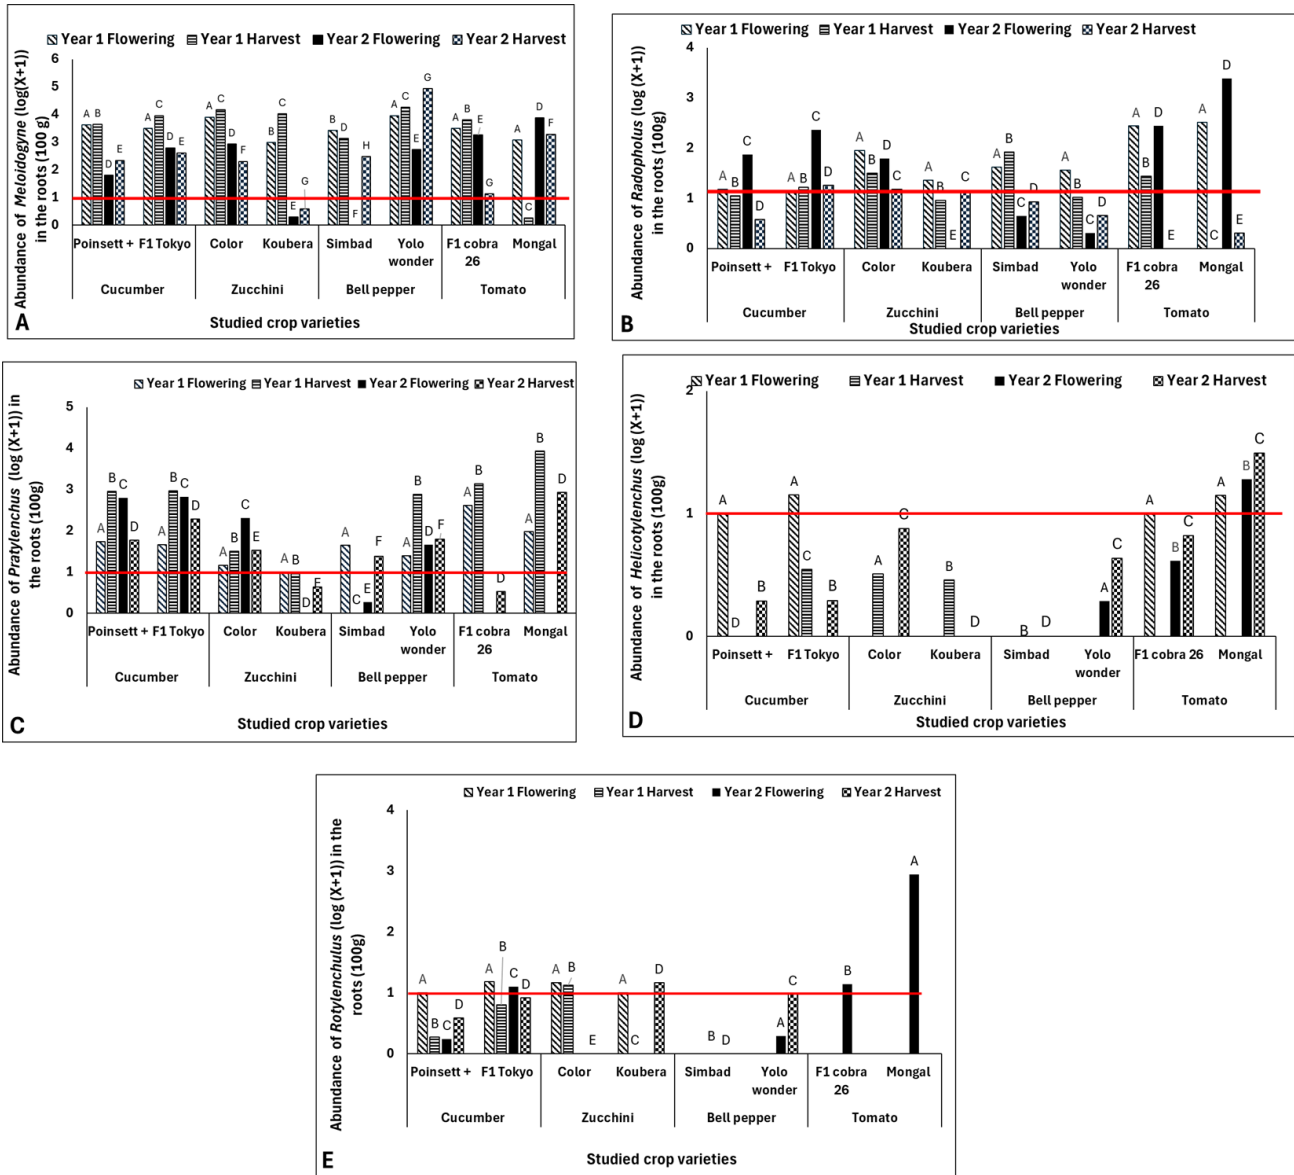 Year 1 Flowering Year 1 Harvest Year 2 Flowering Year 2 Harvest
Abundance of Meloidogyne (log(X+1))
in the roots (100 g)
6
5
4
3
2
1
0
A B D E A C D E A C D F B C E G B D F H A C E G A B E G A C D F
Poinsett + F1 Tokyo Color Koubera Simbad Yolo wonder F1 cobra 26 Mongal
Cucumber Zucchini Bell pepper Tomato
Studied crop varieties
A
Year 1 Flowering Year 1 Harvest Year 2 Flowering Year 2 Harvest
Abundance of Radopholus (log (X+1))
in the roots (100g)
4
3
2
1
0
A B C D A B C D A B D C A B E C A B C D A B C D A B D E A C D E
Poinsett + F1 Tokyo Color Koubera Simbad Yolo wonder F1 cobra 26 Mongal
Cucumber Zucchini Bell pepper Tomato
Studied crop varieties
B
Year 1 Flowering Year 1 Harvest Year 2 Flowering Year 2 Harvest
Abundance of Pratylenchus (log (X+1)) in
the roots (100g)
5
4
3
2
1
0
A B C D A B C D A B C E A B D F A C E F A B D F A B D A B D
Poinsett + F1 Tokyo Color Koubera Simbad Yolo wonder F1 cobra 26 Mongal
Cucumber Zucchini Bell pepper Tomato
Studied crop varieties
C
Year 1 Flowering Year 1 Harvest Year 2 Flowering Year 2 Harvest
Abundance of Helicotylenchus (log (X+1))
in the roots (100g)
2
1
0
A D B A C B A C B D B D A C A B C A B C
Poinsett + F1 Tokyo Color Koubera Simbad Yolo wonder F1 cobra 26 Mongal
Cucumber Zucchini Bell pepper Tomato
Studied crop varieties
D
Year 1 Flowering Year 1 Harvest Year 2 Flowering Year 2 Harvest
Abundance of Rotylenchulus (log (X+1)) in the
roots (100g)
4
3
2
1
0
A B C D A B C D A B E A C D B D A C B A
Poinsett + F1 Tokyo Color Koubera Simbad Yolo wonder F1 cobra 26 Mongal
Cucumber Zucchini Bell pepper Tomato
Studied crop varieties
E